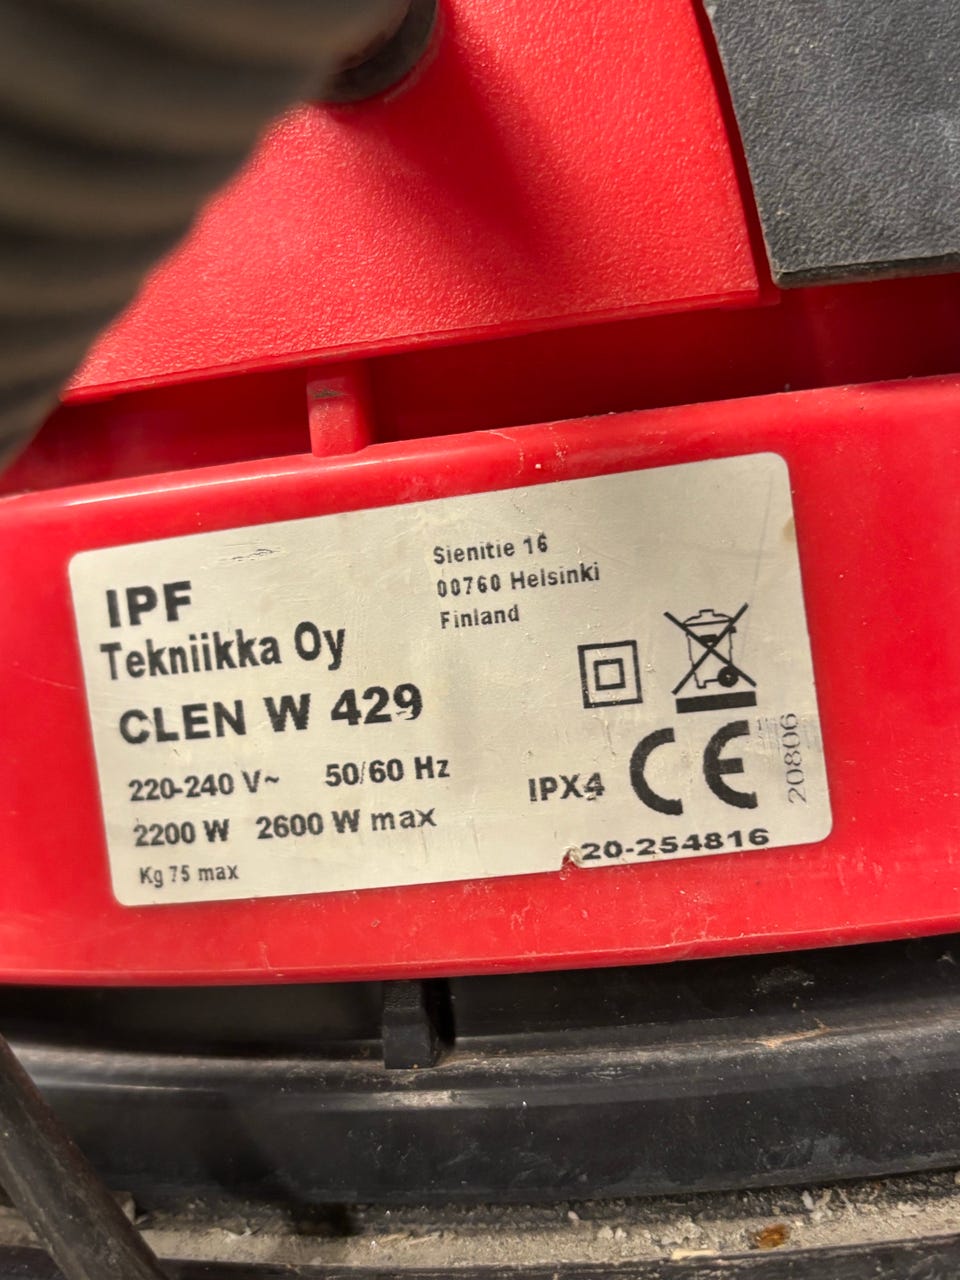 IPF
Tekniikka Oy
CLEN W 429
220-240 V~ 50/60 Hz
2200 W 2600 W max
Kg 75 max
Sienitie 16
00760 Helsinki
Finland
IPX4 CE
20-254816
20806